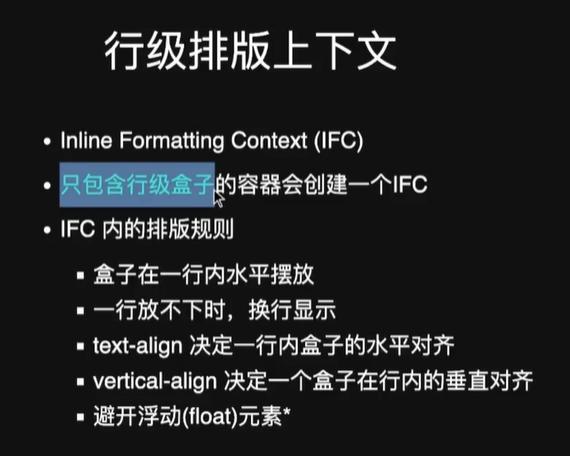 行级排版上下文
• Inline Formatting Context (IFC)
• 只包含行级盒子的容器会创建一个IFC
• IFC 内的排版规则
▪ 盒子在一行内水平摆放
▪ 一行放不下时，换行显示
▪ text-align 决定一行内盒子的水平对齐
▪ vertical-align 决定一个盒子在行内的垂直对齐
▪ 避开浮动(float)元素*